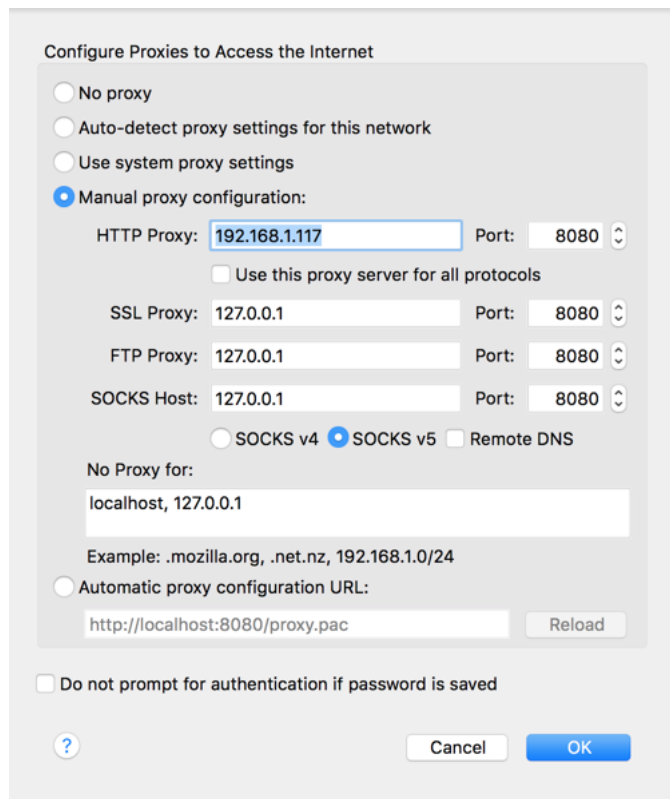 Configure Proxies to Access the Internet
No proxy
Auto-detect proxy settings for this network
Use system proxy settings
Manual proxy configuration:
HTTP Proxy: 192.168.1.117 Port: 8080
Use this proxy server for all protocols
SSL Proxy: 127.0.0.1 Port: 8080
FTP Proxy: 127.0.0.1 Port: 8080
SOCKS Host: 127.0.0.1 Port: 8080
SOCKS v4 SOCKS v5 Remote DNS
No Proxy for:
localhost, 127.0.0.1
Example: .mozilla.org, .net.nz, 192.168.1.0/24
Automatic proxy configuration URL:
http://localhost:8080/proxy.pac Reload
Do not prompt for authentication if password is saved
? Cancel OK